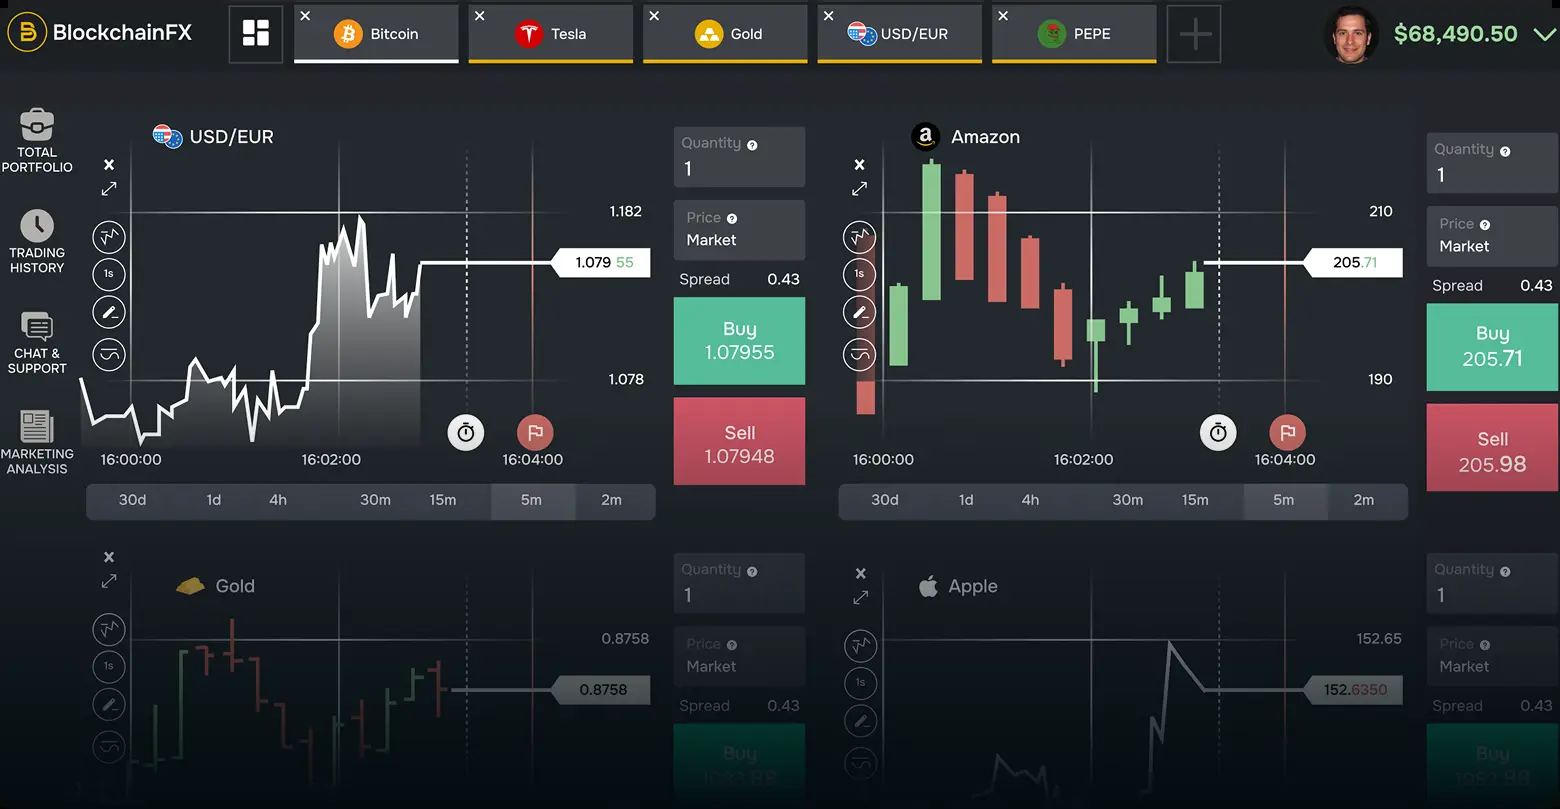 BlockchainFX
Bitcoin
Tesla
Gold
USD/EUR
PEPE
$68,490.50
TOTAL
PORTFOLIO
TRADING
HISTORY
CHAT &
SUPPORT
MARKETING
ANALYSIS
USD/EUR
1s
1.182
1.079 55
1.078
16:00:00
16:02:00
16:04:00
30d 1d 4h 30m 15m 5m 2m
Quantity
1
Price
Market
Spread 0.43
Buy
1.07955
Sell
1.07948
Amazon
1s
210
205.71
190
16:00:00
16:02:00
16:04:00
30d 1d 4h 30m 15m 5m 2m
Quantity
1
Price
Market
Spread 0.43
Buy
205.71
Sell
205.98
Gold
1s
0.8758
0.8758
Quantity
1
Price
Market
Spread 0.43
Buy
Apple
1s
152.65
152.6350
Quantity
1
Price
Market
Spread 0.43
Buy